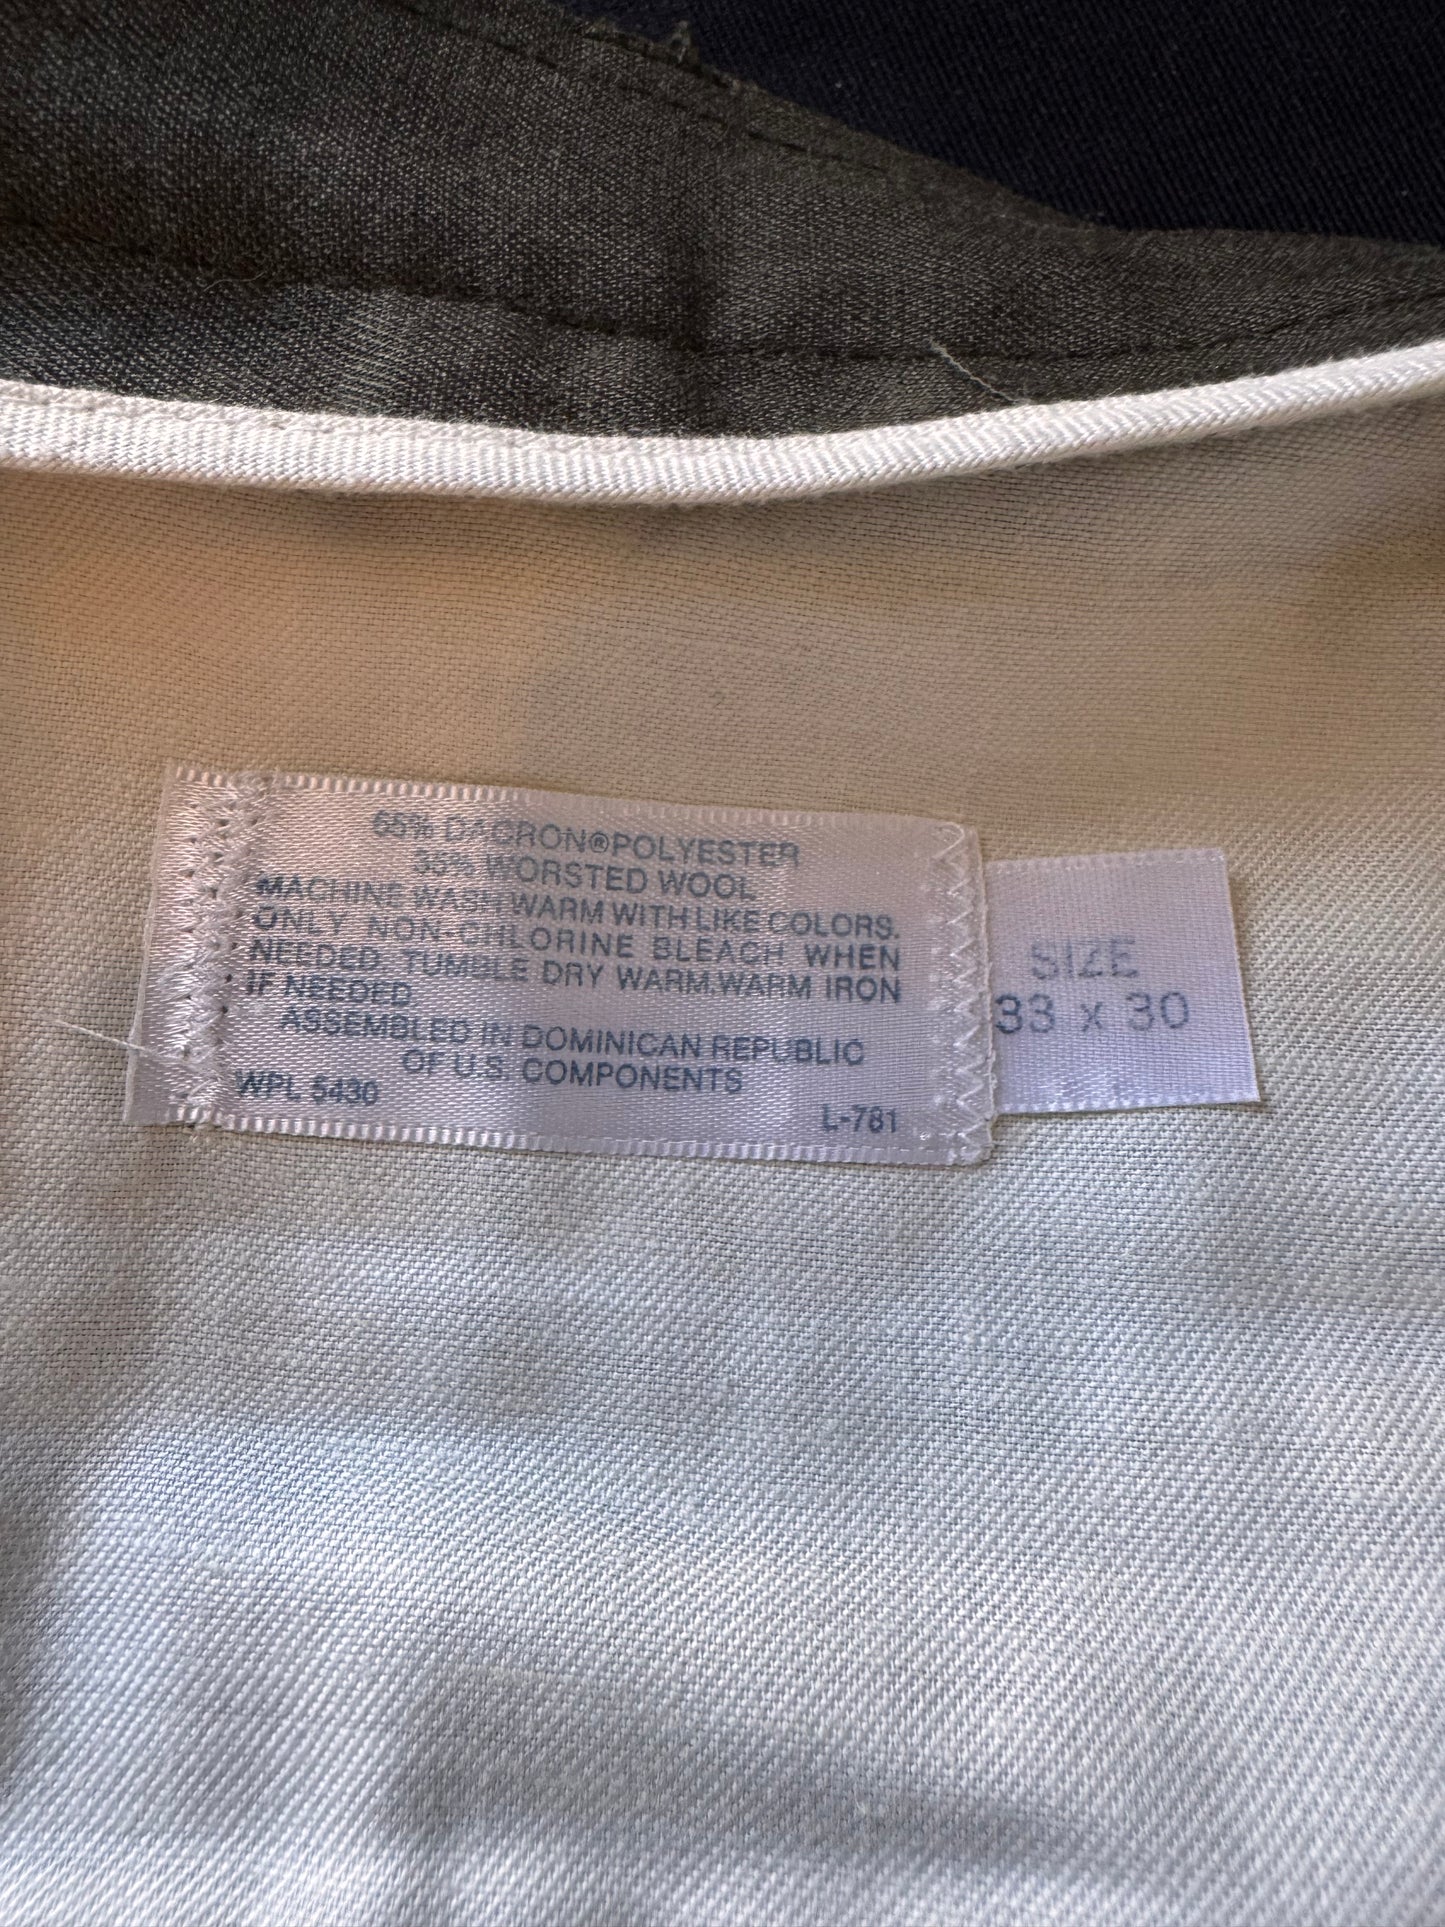 65% DACRON®POLYESTER
35% WORSTED WOOL
MACHINE WASH WARM WITH LIKE COLORS.
ONLY NON-CHLORINE BLEACH WHEN
NEEDED. TUMBLE DRY WARM.WARM IRON
IF NEEDED
ASSEMBLED IN DOMINICAN REPUBLIC
OF U.S. COMPONENTS
WPL 5430
L-781
SIZE
33 x 30